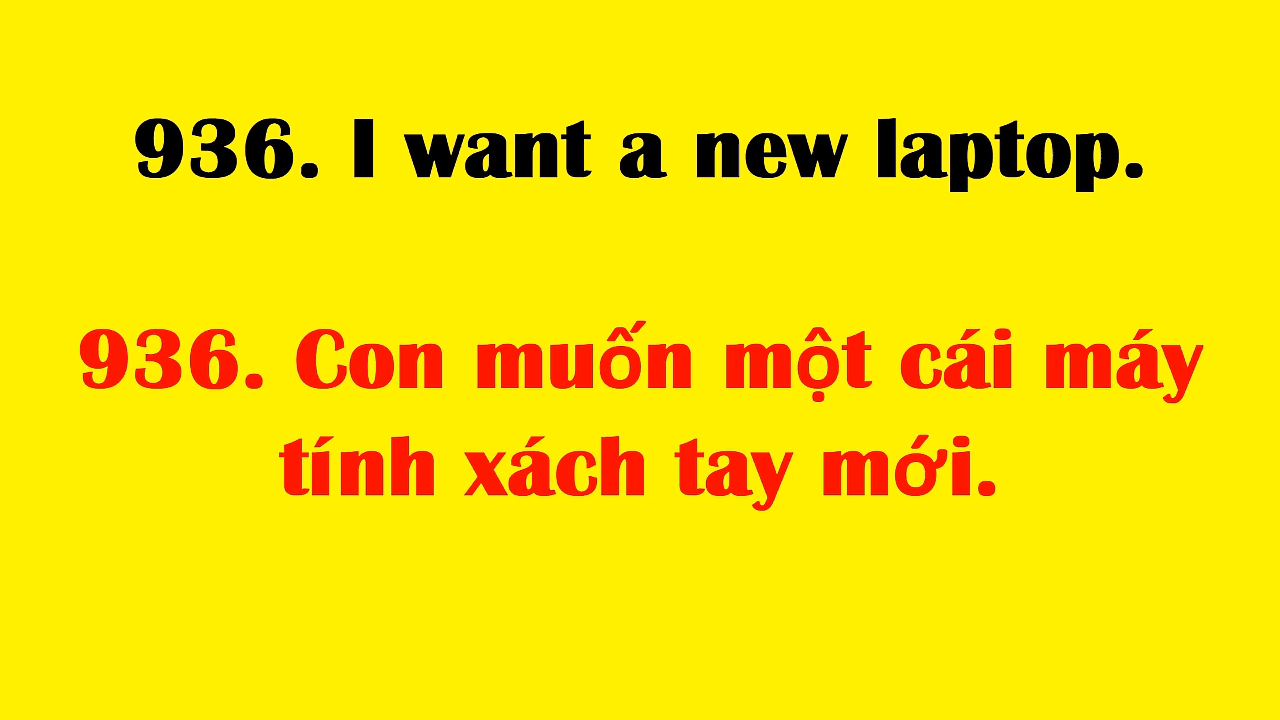 936. I want a new laptop.
936. Con muốn một cái máy
tính xách tay mới.